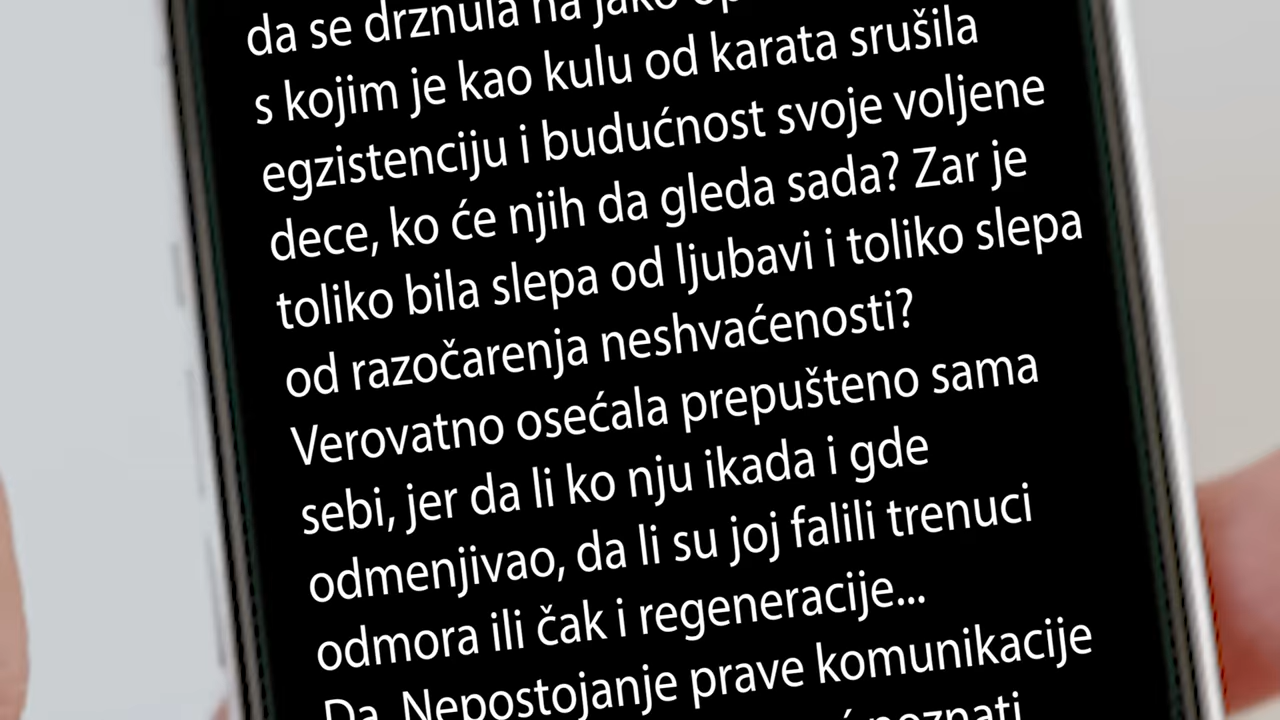 da se drznula na jako
s kojim je kao kulu od karata srušila
egzistenciju i budućnost svoje voljene
dece, ko će njih da gleda sada? Zar je
toliko bila slepa od ljubavi i toliko slepa
od razočarenja neshvaćenosti?
Verovatno osećala prepušteno sama
sebi, jer da li ko nju ikada i gde
odmenjivao, da li su joj falili trenuci
odmora ili čak i regeneracije...
Da. Nepostojanje prave komunikacije
poznati